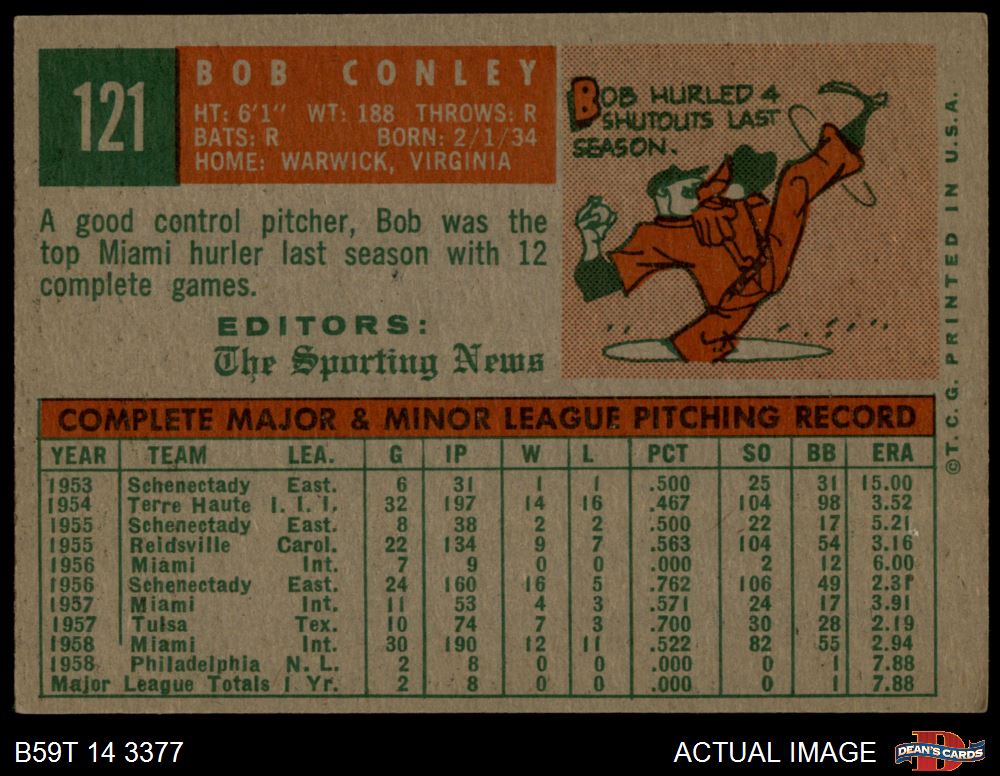 121
BOB CONLEY
HT: 6'1" WT: 188 THROWS: R
BATS: R BORN: 2/1/34
HOME: WARWICK, VIRGINIA
BOB HURLED 4
SHUTOUTS LAST
SEASON.
A good control pitcher, Bob was the
top Miami hurler last season with 12
complete games.
EDITORS:
The Sporting News
©T.C.G. PRINTED IN U.S.A.
COMPLETE MAJOR & MINOR LEAGUE PITCHING RECORD
YEAR TEAM LEA. G IP W L PCT SO BB ERA
1953 Schenectady East. 6 31 1 1 .500 25 31 15.00
1954 Terre Haute I. I. I. 32 197 14 16 .467 104 98 3.52
1955 Schenectady East. 8 38 2 2 .500 22 17 5.21
1955 Reidsville Carol. 22 134 9 7 .563 104 54 3.16
1956 Miami Int. 7 9 0 0 .000 2 12 6.00
1956 Schenectady East. 24 160 16 5 .762 106 49 2.31
1957 Miami Int. 11 53 4 3 .571 24 17 3.91
1957 Tulsa Tex. 10 74 7 3 .700 30 28 2.19
1958 Miami Int. 30 190 12 11 .522 82 55 2.94
1958 Philadelphia N. L. 2 8 0 0 .000 0 1 7.88
Major League Totals 1 Yr. 2 8 0 0 .000 0 1 7.88
B59T 14 3377
ACTUAL IMAGE
DEAN'S CARDS